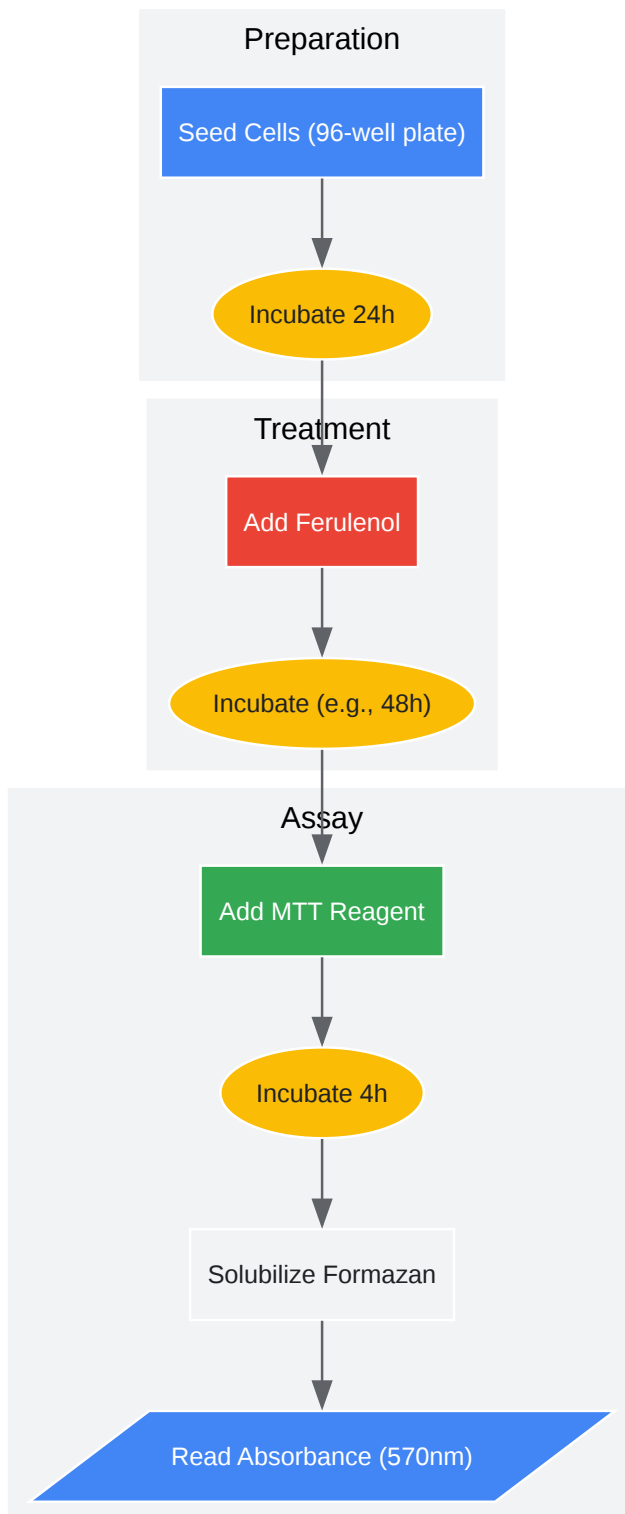 Preparation
Seed Cells (96-well plate)
Incubate 24h
Treatment
Add Ferulenol
Incubate (e.g., 48h)
Assay
Add MTT Reagent
Incubate 4h
Solubilize Formazan
Read Absorbance (570nm)